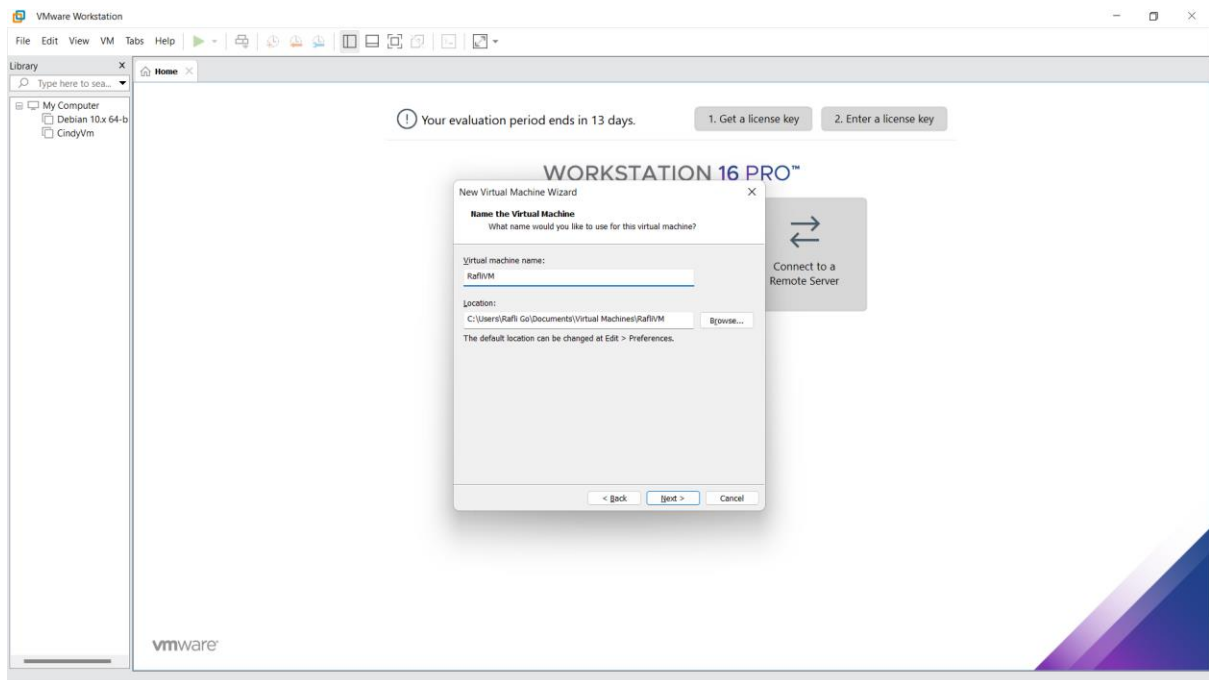 VMware Workstation
File Edit View VM Tabs Help
Library X
Home
Type here to sea...
My Computer
Debian 10.x 64-b
CindyVm
Your evaluation period ends in 13 days.
1. Get a license key
2. Enter a license key
WORKSTATION 16 PRO™
New Virtual Machine Wizard
Name the Virtual Machine
What name would you like to use for this virtual machine?
Virtual machine name:
RafliVM
Location:
C:\Users\Rafli Go\Documents\Virtual Machines\RafliVM
Browse...
The default location can be changed at Edit > Preferences.
< Back Next > Cancel
Connect to a
Remote Server
vmware